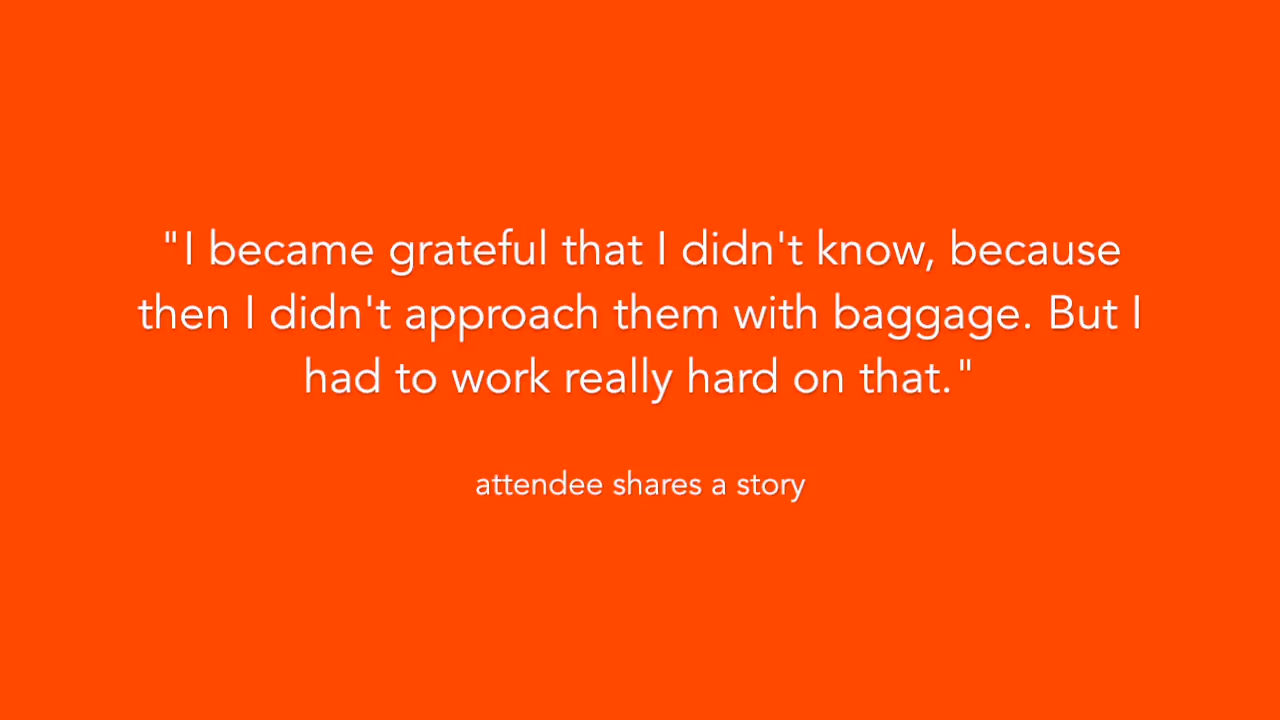 "I became grateful that I didn't know, because
then I didn't approach them with baggage. But I
had to work really hard on that."
attendee shares a story